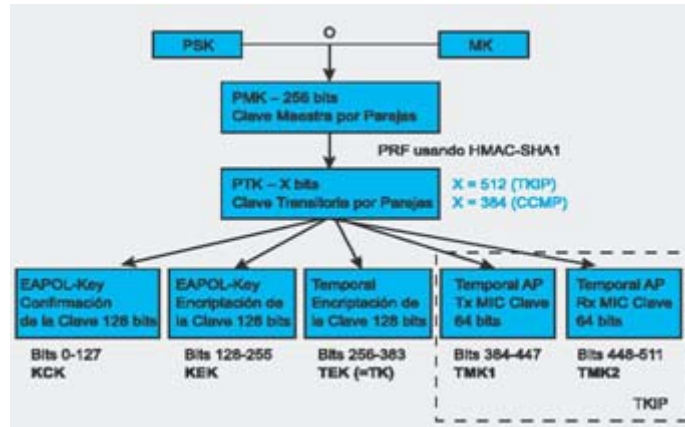 PSK
O
MK
PMK – 256 bits
Clave Maestra por Parejas
PRF usando HMAC-SHA1
PTK – X bits
Clave Transitoria por Parejas
X = 512 (TKIP)
X = 384 (CCMP)
EAPOL-Key
Confirmación
de la Clave 128 bits
Bits 0-127
KCK
EAPOL-Key
Encriptación de
la Clave 128 bits
Bits 128-255
KEK
Temporal
Encriptación de
la Clave 128 bits
Bits 256-383
TEK (=TK)
Temporal AP
Tx MIC Clave
64 bits
Bits 384-447
TMK1
Temporal AP
Rx MIC Clave
64 bits
Bits 448-511
TMK2
TKIP